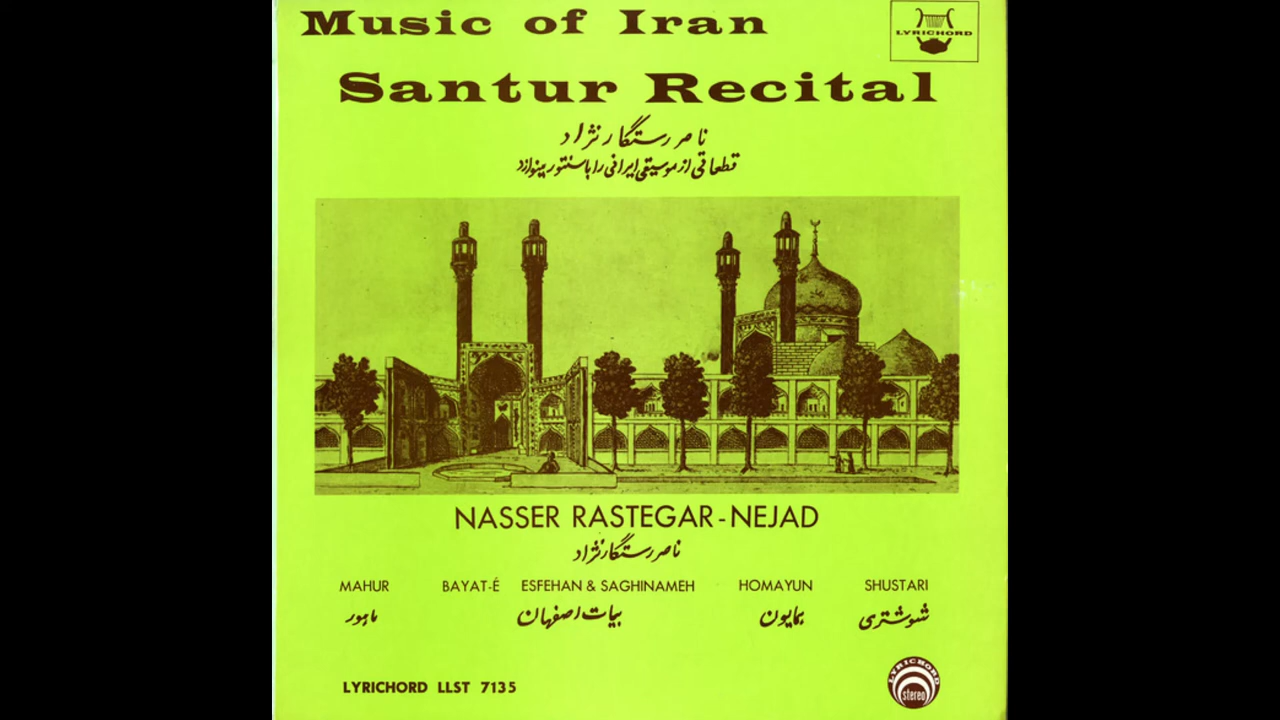 Music of Iran
LYRICHORD
Santur Recital
ناصر رستگار نژاد
قطعاتی از موسیقی ایرانی را با سنتور مینوازد
NASSER RASTEGAR-NEJAD
ناصر رستگار نژاد
MAHUR BAYAT-É ESFEHAN & SAGHINAMEH HOMAYUN SHUSTARI
ماهور بیات اصفهان همایون شوشتری
LYRICHORD LLST 7135
LYRICHORD
stereo